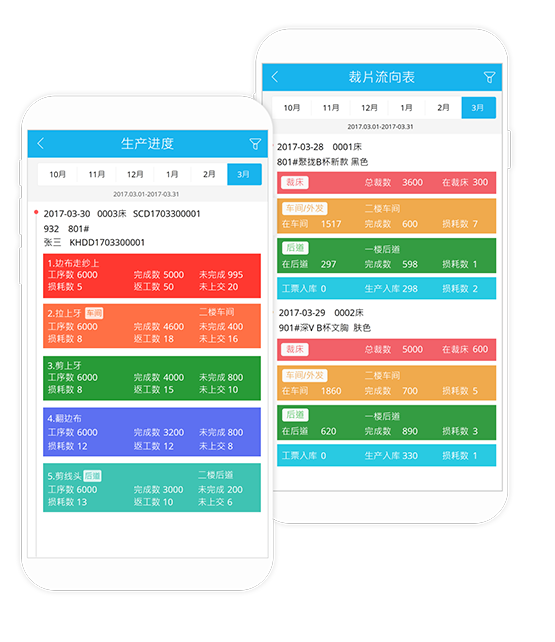 生产进度
10月 11月 12月 1月 2月 3月
2017.03.01-2017.03.31
2017-03-30 0003床 SCD1703300001
932 801#
张三 KHDD1703300001
1.边布走纱上
工序数 6000 完成数 5000 未完成 995
损耗数 5 返工数 50 未上交 20
2.拉上牙 车间 二楼车间
工序数 6000 完成数 4600 未完成 400
损耗数 8 返工数 18 未上交 16
3.剪上牙
工序数 6000 完成数 4000 未完成 800
损耗数 8 返工数 15 未上交 10
4.翻边布
工序数 6000 完成数 3200 未完成 800
损耗数 12 返工数 12 未上交 8
5.剪线头 后道 二楼后道
工序数 6000 完成数 3000 未完成 200
损耗数 13 返工数 10 未上交 6
裁片流向表
10月 11月 12月 1月 2月 3月
2017.03.01-2017.03.31
2017-03-28 0001床
801#聚拢B杯新款 黑色
裁床 总裁数 3600 在裁床 300
车间/外发 二楼车间
在车间 1517 完成数 600 损耗数 7
后道 一楼后道
在后道 297 完成数 598 损耗数 1
工票入库 0 生产入库 298 损耗数 2
2017-03-29 0002床
901#深V B杯文胸 肤色
裁床 总裁数 5000 在裁床 600
车间/外发 二楼车间
在车间 1860 完成数 700 损耗数 5
后道 一楼后道
在后道 620 完成数 890 损耗数 3
工票入库 0 生产入库 330 损耗数 1